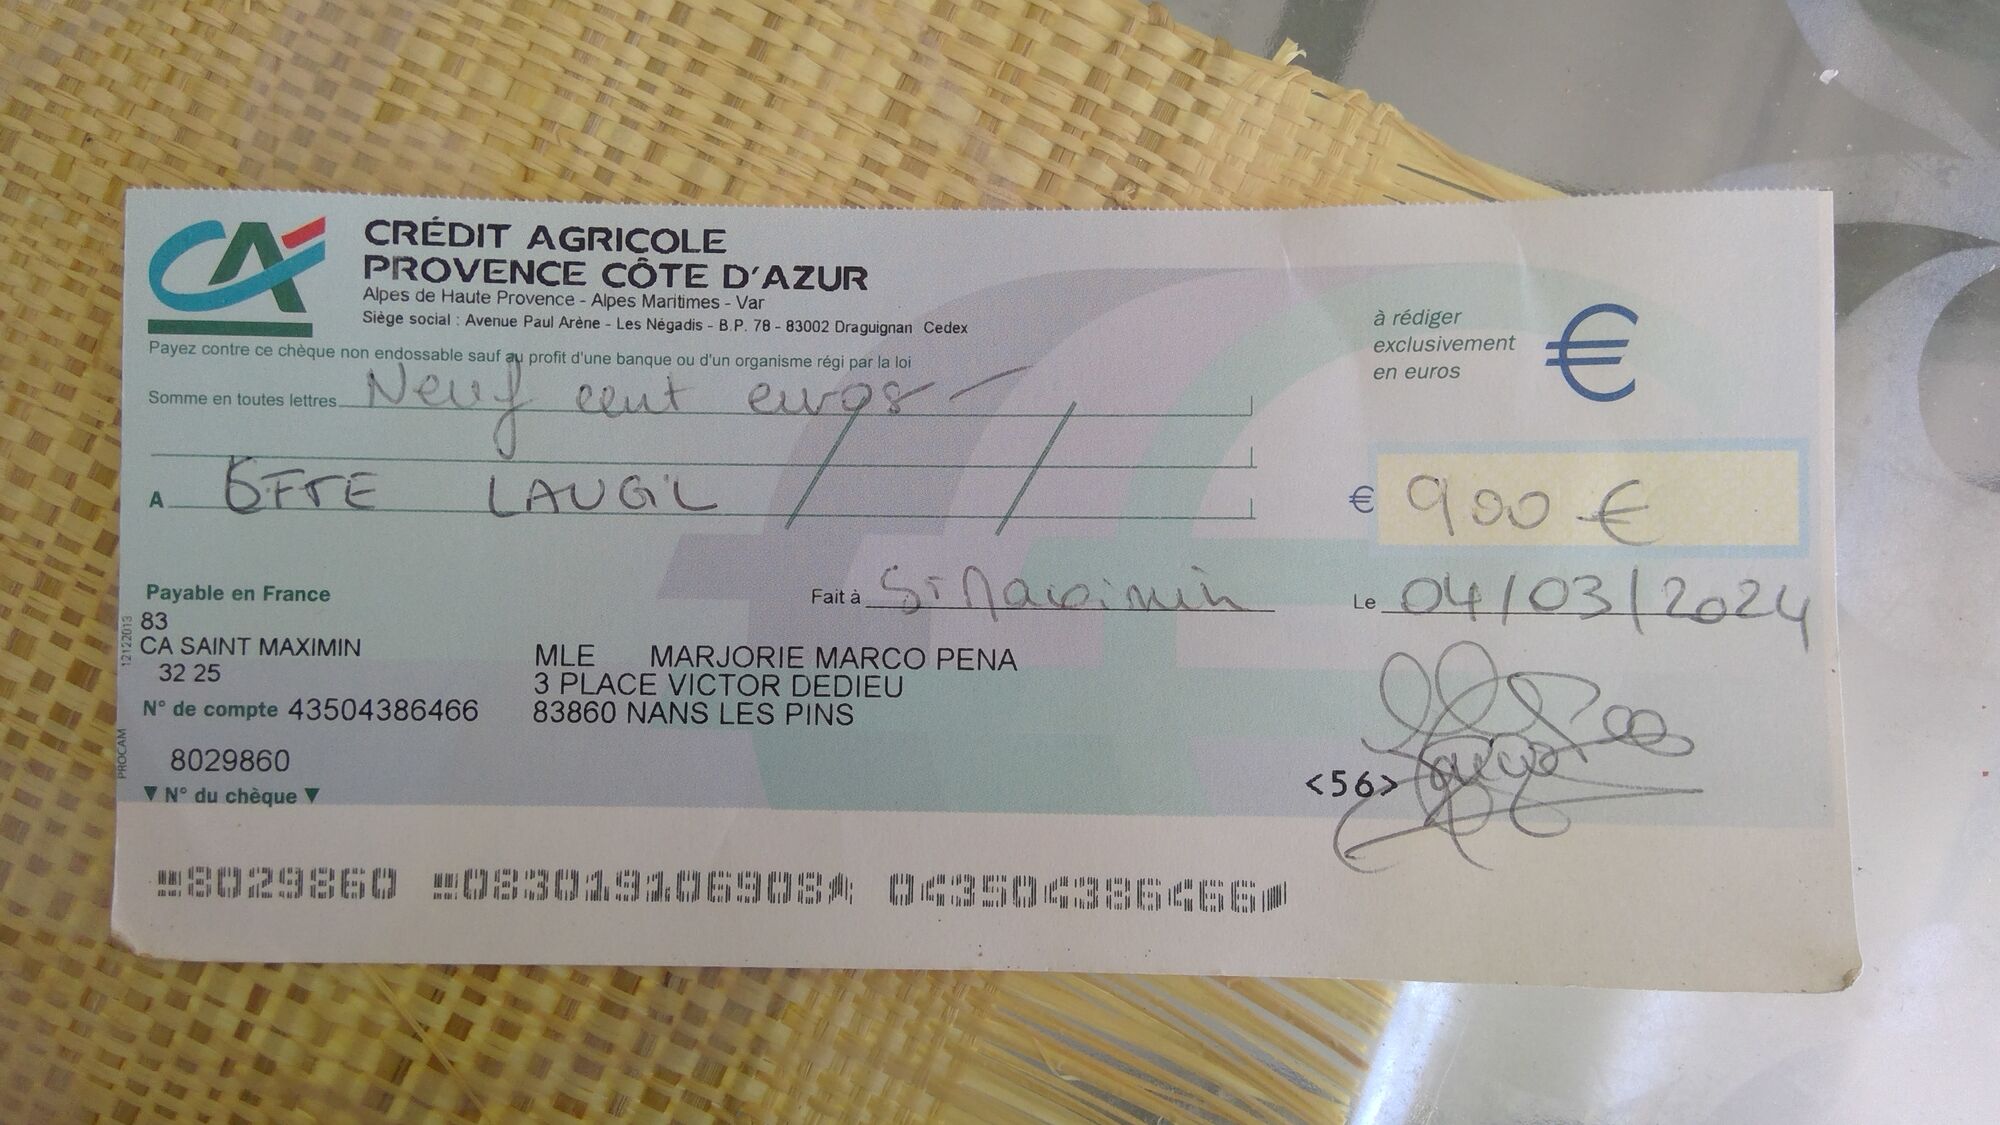 CRÉDIT AGRICOLE
PROVENCE CÔTE D'AZUR
Alpes de Haute Provence - Alpes Maritimes - Var
Siège social : Avenue Paul Arène - Les Négadis - B.P. 78 - 83002 Draguignan Cedex
Payez contre ce chèque non endossable sauf au profit d'une banque ou d'un organisme régi par la loi
à rédiger
exclusivement
en euros
€
Somme en toutes lettres Neuf cent euros
A LAUGIL
€ 900 €
Payable en France
Fait à St Maximin
Le 04/03/2024
83
CA SAINT MAXIMIN
32 25
N° de compte 43504386466
MLE MARJORIE MARCO PENA
3 PLACE VICTOR DEDIEU
83860 NANS LES PINS
8029860
N° du chèque
<56>
PROCAM 12122013
8029860 083019106908 043504386466